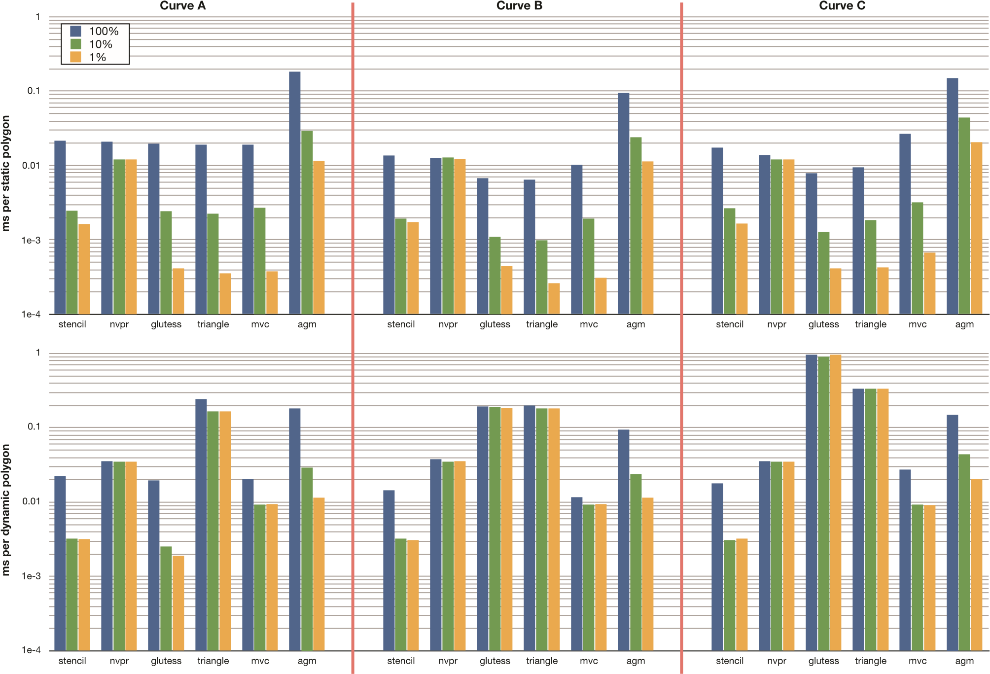 Curve A
Curve B
Curve C
100%
10%
1%
ms per static polygon
1
0.1
0.01
1e-3
1e-4
stencil nvpr glutess triangle mvc agm
stencil nvpr glutess triangle mvc agm
stencil nvpr glutess triangle mvc agm
ms per dynamic polygon
1
0.1
0.01
1e-3
1e-4
stencil nvpr glutess triangle mvc agm
stencil nvpr glutess triangle mvc agm
stencil nvpr glutess triangle mvc agm